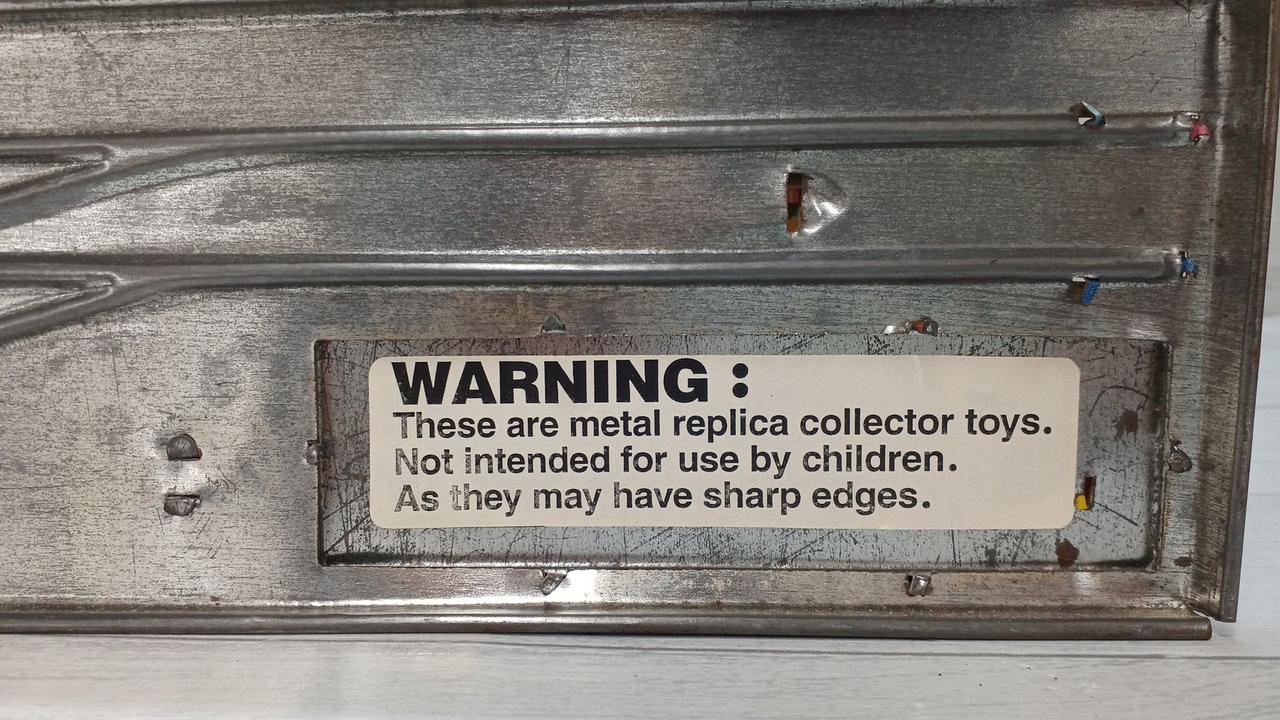 WARNING :
These are metal replica collector toys.
Not intended for use by children.
As they may have sharp edges.